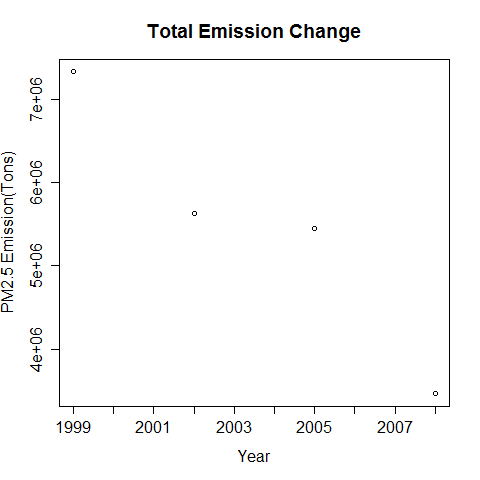 Total Emission Change
PM2.5 Emission(Tons)
7e+06
6e+06
5e+06
4e+06
1999 2001 2003 2005 2007
Year